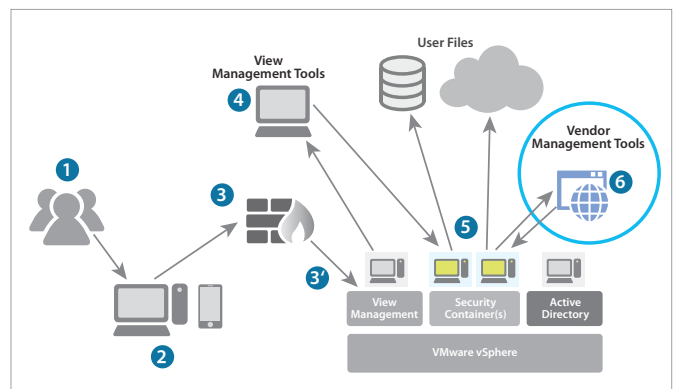 User Files
View
Management Tools
4
Vendor
Management Tools
6
1
3
5
3’
View
Management
Security
Container(s)
Active
Directory
2
VMware vSphere